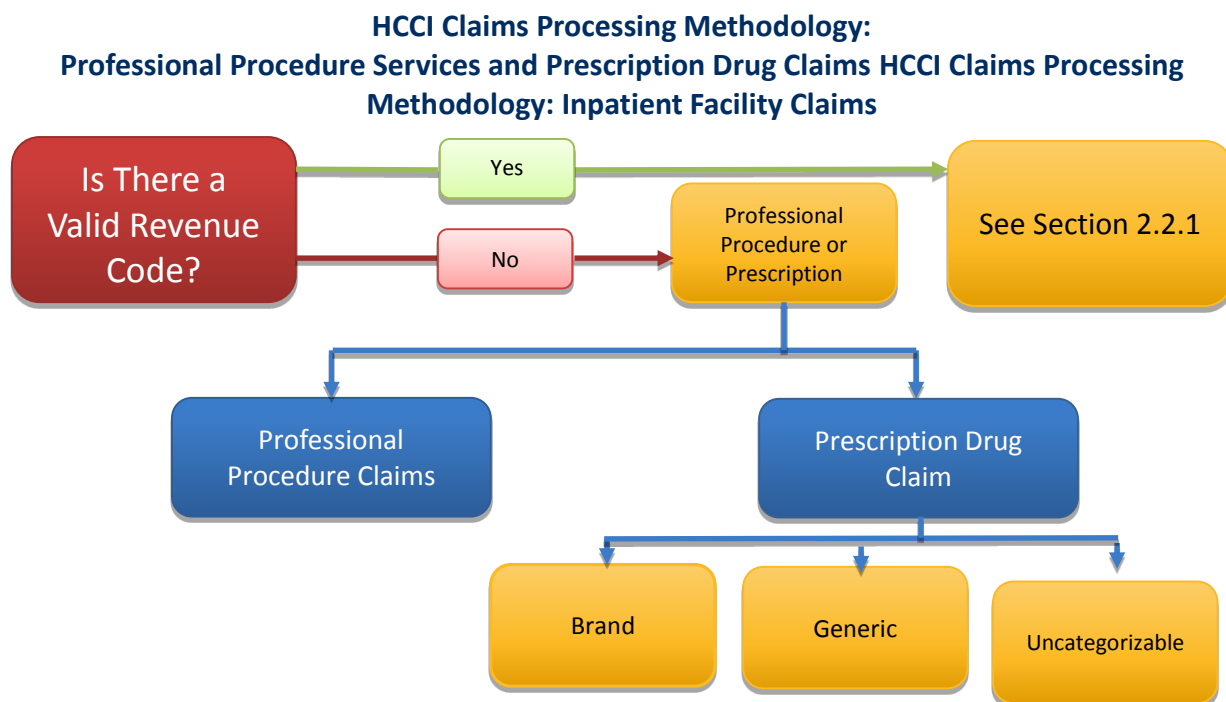 HCCI Claims Processing Methodology:
Professional Procedure Services and Prescription Drug Claims HCCI Claims Processing
Methodology: Inpatient Facility Claims
Is There a
Valid Revenue
Code?
Yes
No
Professional
Procedure or
Prescription
See Section 2.2.1
Professional
Procedure Claims
Prescription Drug
Claim
Brand
Generic
Uncategorizable